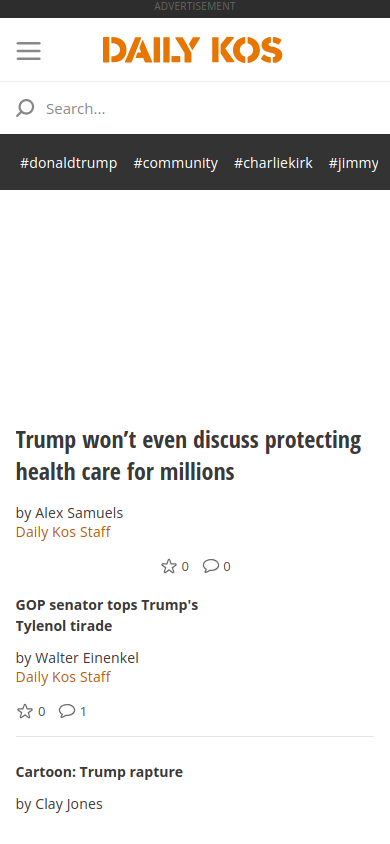 ADVERTISEMENT
DAILY KOS
Search...
#donaldtrump #community #charliekirk #jimmy
Trump won’t even discuss protecting
health care for millions
by Alex Samuels
Daily Kos Staff
0 0
GOP senator tops Trump's
Tylenol tirade
by Walter Einenkel
Daily Kos Staff
0 1
Cartoon: Trump rapture
by Clay Jones